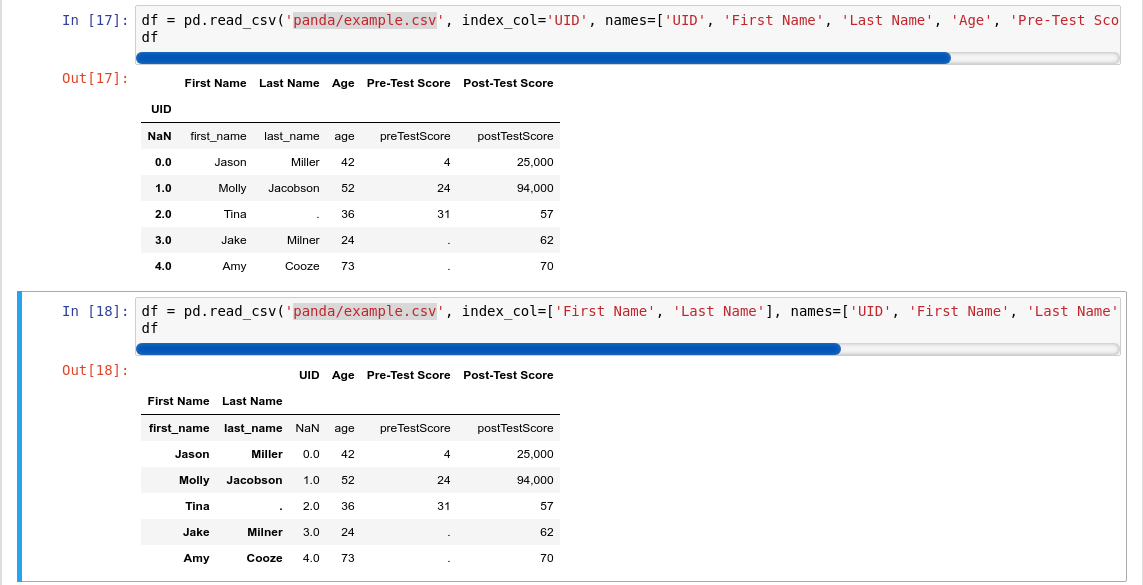 In [17]: df = pd.read_csv('panda/example.csv', index_col='UID', names=['UID', 'First Name', 'Last Name', 'Age', 'Pre-Test Sco
df
Out[17]:
First Name Last Name Age Pre-Test Score Post-Test Score
UID
NaN first_name last_name age preTestScore postTestScore
0.0 Jason Miller 42 4 25,000
1.0 Molly Jacobson 52 24 94,000
2.0 Tina . 36 31 57
3.0 Jake Milner 24 . 62
4.0 Amy Cooze 73 . 70
In [18]: df = pd.read_csv('panda/example.csv', index_col=['First Name', 'Last Name'], names=['UID', 'First Name', 'Last Name'
df
Out[18]:
UID Age Pre-Test Score Post-Test Score
First Name Last Name
first_name last_name NaN age preTestScore postTestScore
Jason Miller 0.0 42 4 25,000
Molly Jacobson 1.0 52 24 94,000
Tina . 2.0 36 31 57
Jake Milner 3.0 24 . 62
Amy Cooze 4.0 73 . 70